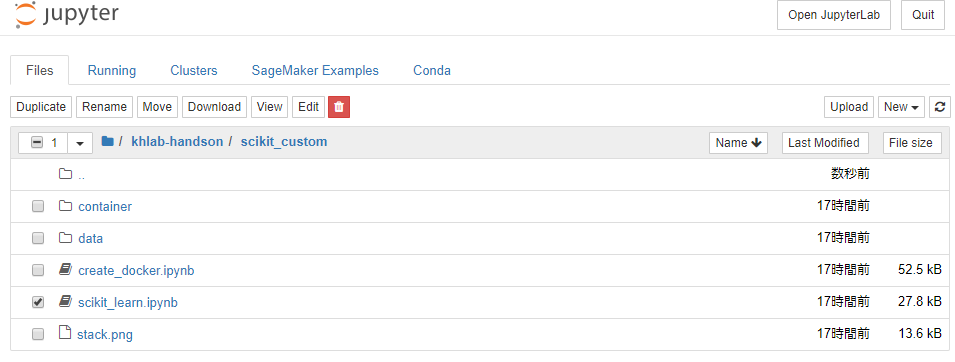 jupyter Open JupyterLab Quit
Files Running Clusters SageMaker Examples Conda
Duplicate Rename Move Download View Edit Upload New
1 / khlab-handson / scikit_custom Name Last Modified File size
.. 数秒前
container 17時間前
data 17時間前
create_docker.ipynb 17時間前 52.5 kB
scikit_learn.ipynb 17時間前 27.8 kB
stack.png 17時間前 13.6 kB